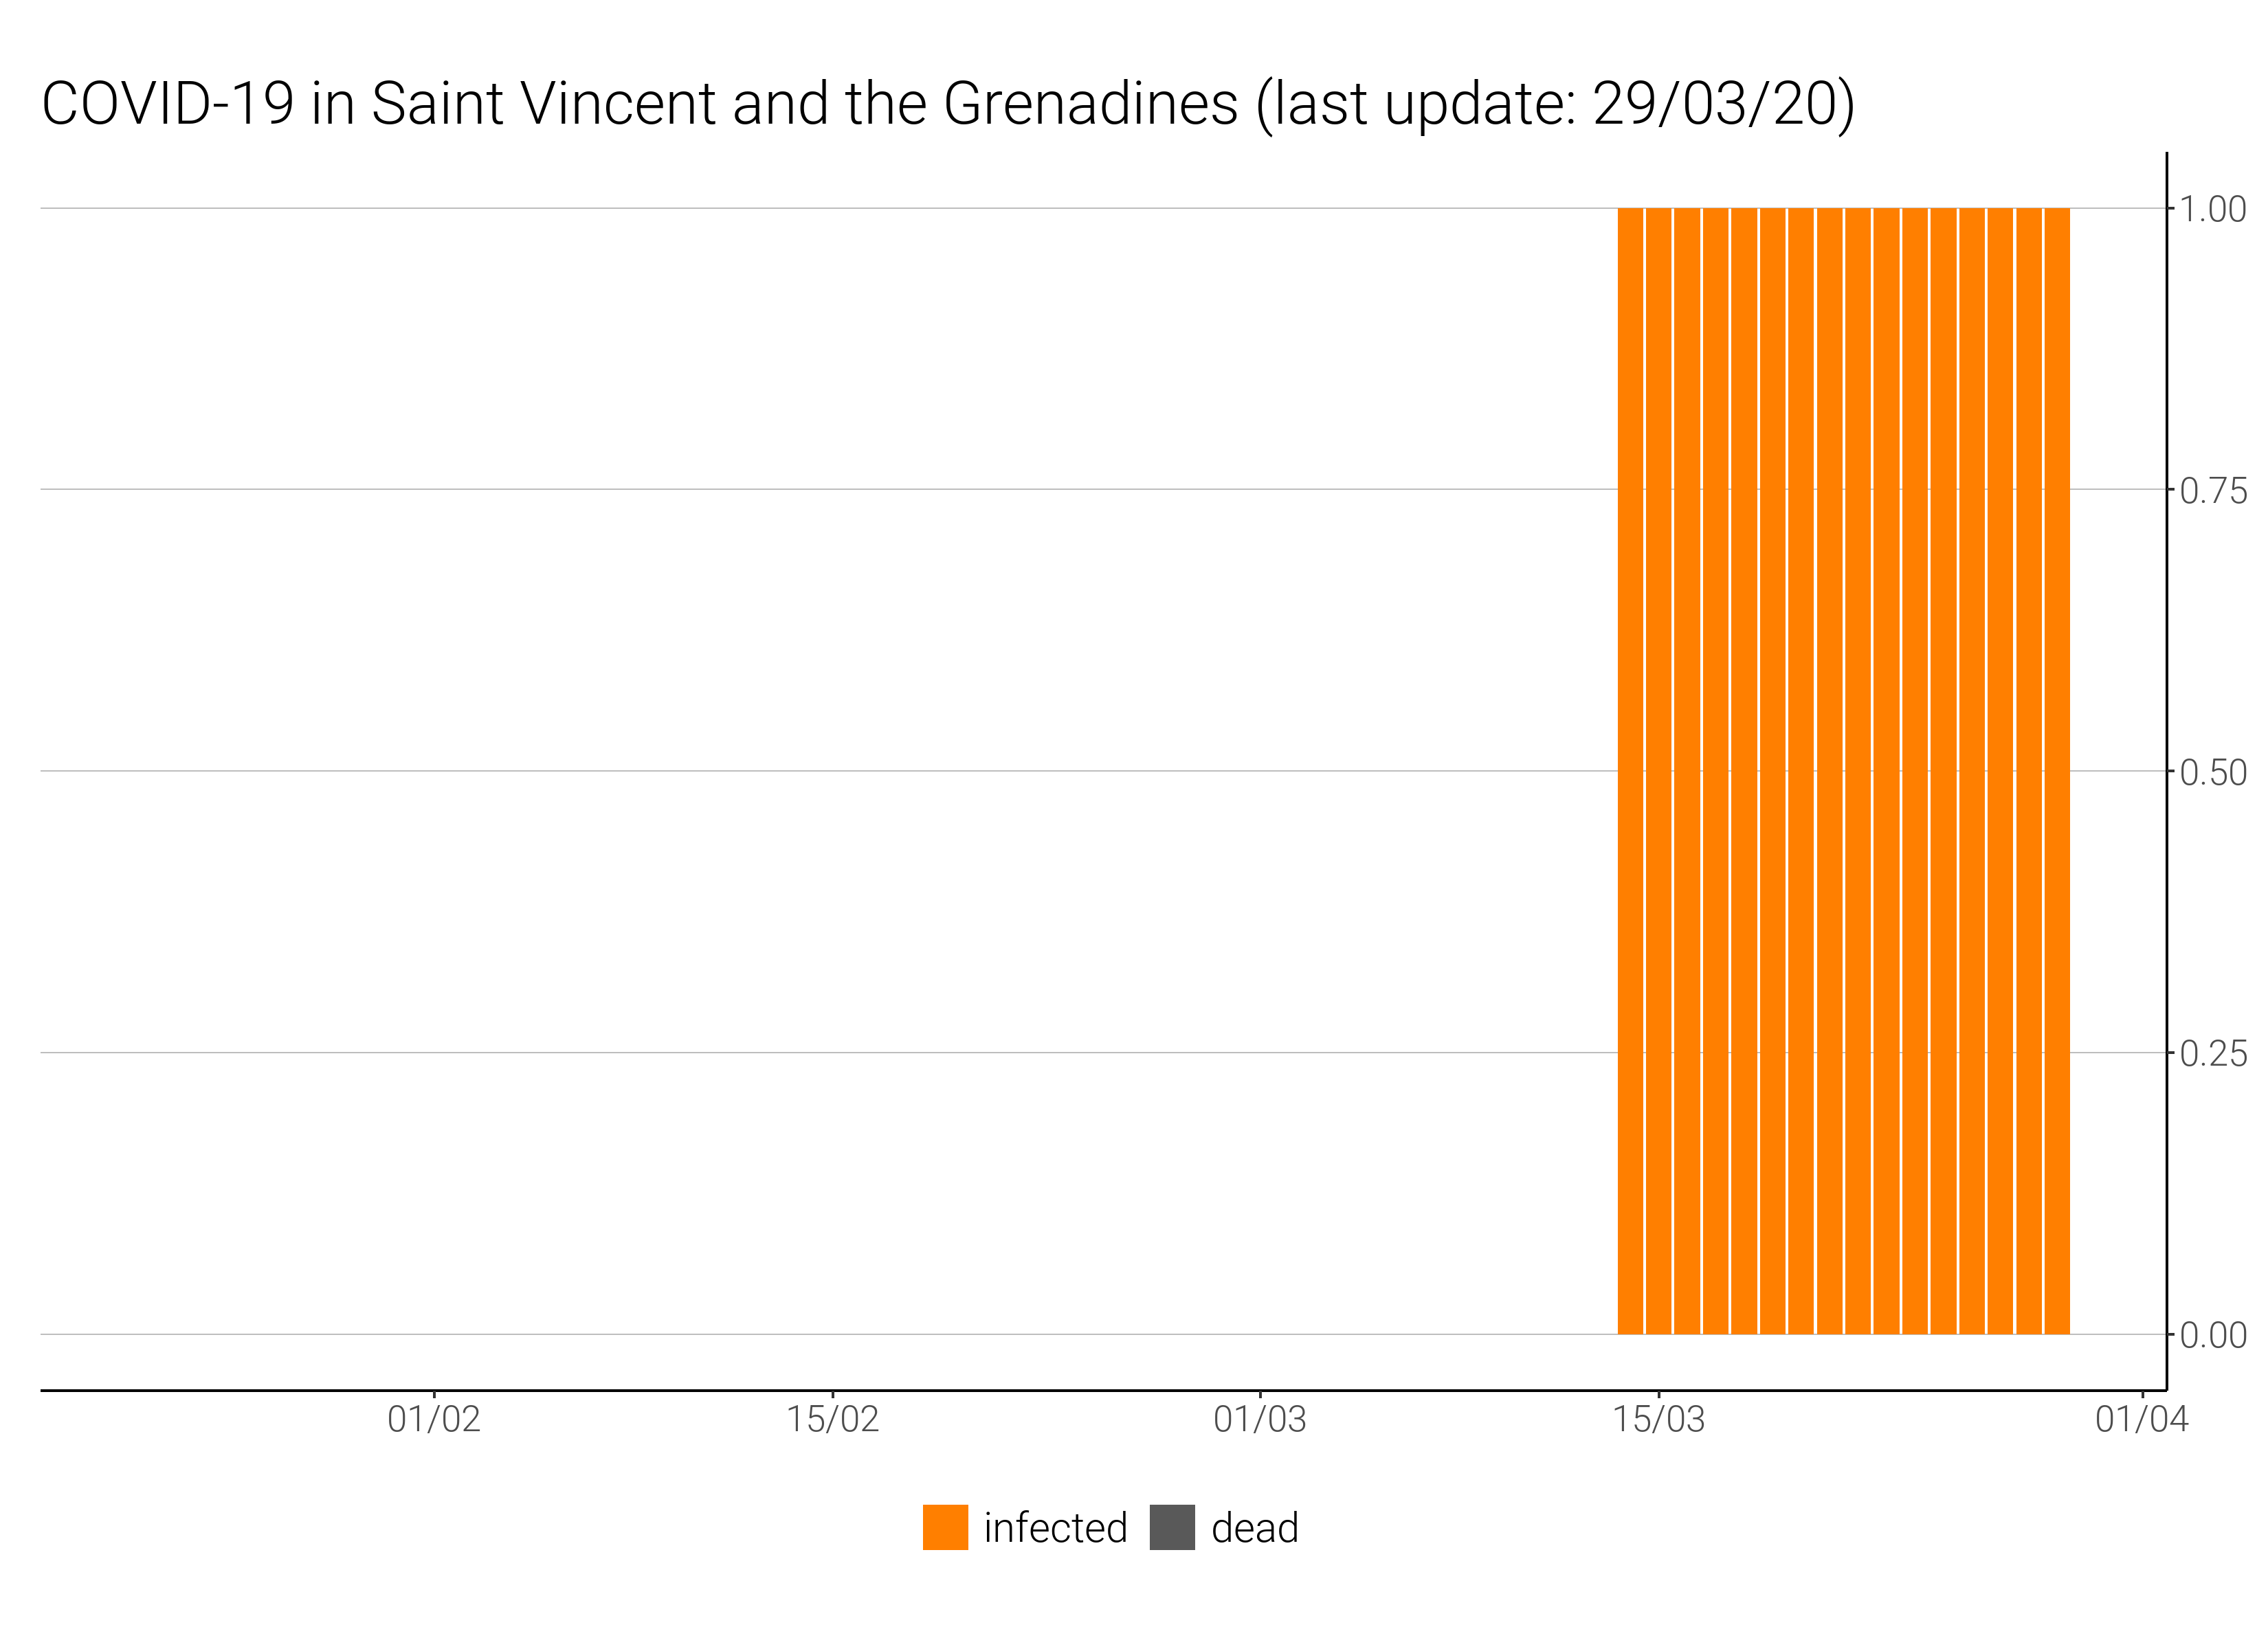 COVID-19 in Saint Vincent and the Grenadines (last update: 29/03/20)
1.00
0.75
0.50
0.25
0.00
01/02 15/02 01/03 15/03 01/04
infected dead